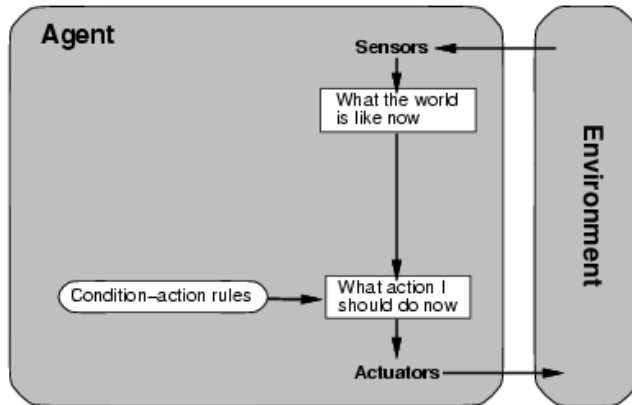 Agent
Sensors
What the world
is like now
Environment
Condition–action rules
What action I
should do now
Actuators